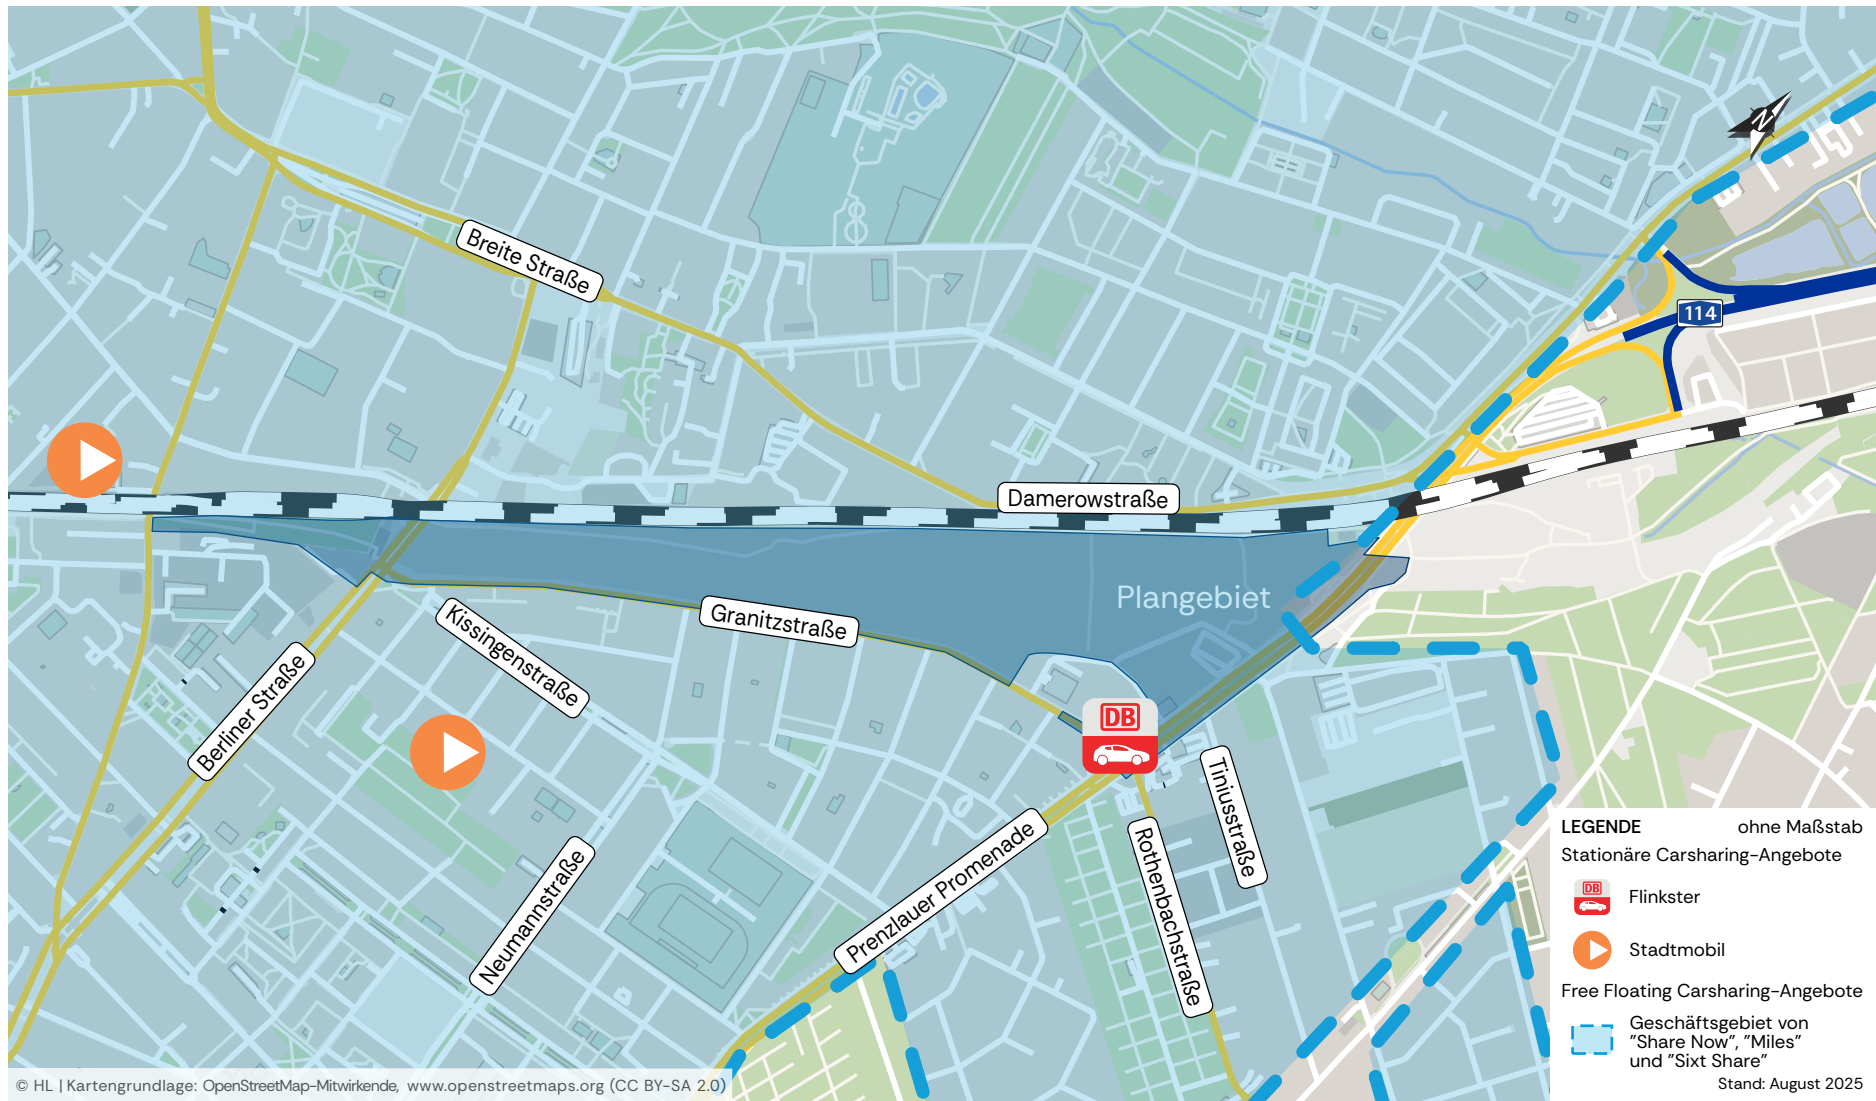 N
Breite Straße
114
Damerowstraße
Plangebiet
Granitzstraße
Kissingenstraße
Berliner Straße
DB
Tiniusstraße
Rothenbachstraße
Prenzlauer Promenade
Neumannstraße
LEGENDE ohne Maßstab
Stationäre Carsharing-Angebote
DB
Flinkster
Stadtmobil
Free Floating Carsharing-Angebote
Geschäftsgebiet von
"Share Now", "Miles"
und "Sixt Share"
Stand: August 2025
© HL | Kartengrundlage: OpenStreetMap-Mitwirkende, www.openstreetmaps.org (CC BY-SA 2.0)